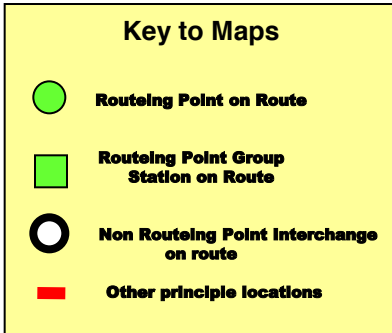 Key to Maps
Routeing Point on Route
Routeing Point Group
Station on Route
Non Routeing Point Interchange
on route
Other principle locations